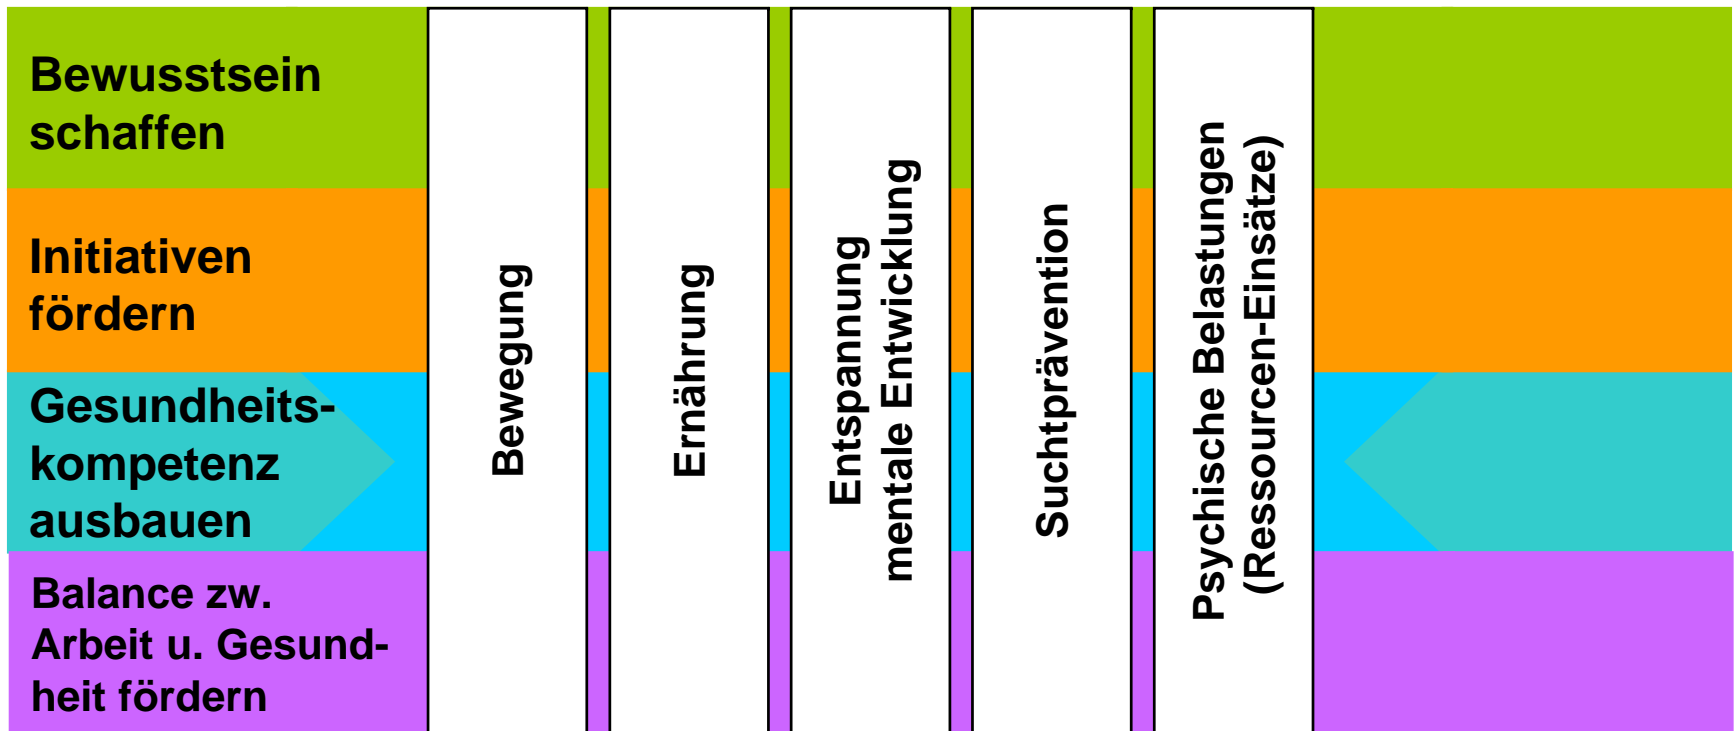 Bewusstsein
schaffen
Initiativen
fördern
Gesundheits-
kompetenz
ausbauen
Balance zw.
Arbeit u. Gesund-
heit fördern
Bewegung
Ernährung
Entspannung
mentale Entwicklung
Suchtprävention
Psychische Belastungen
(Ressourcen-Einsätze)